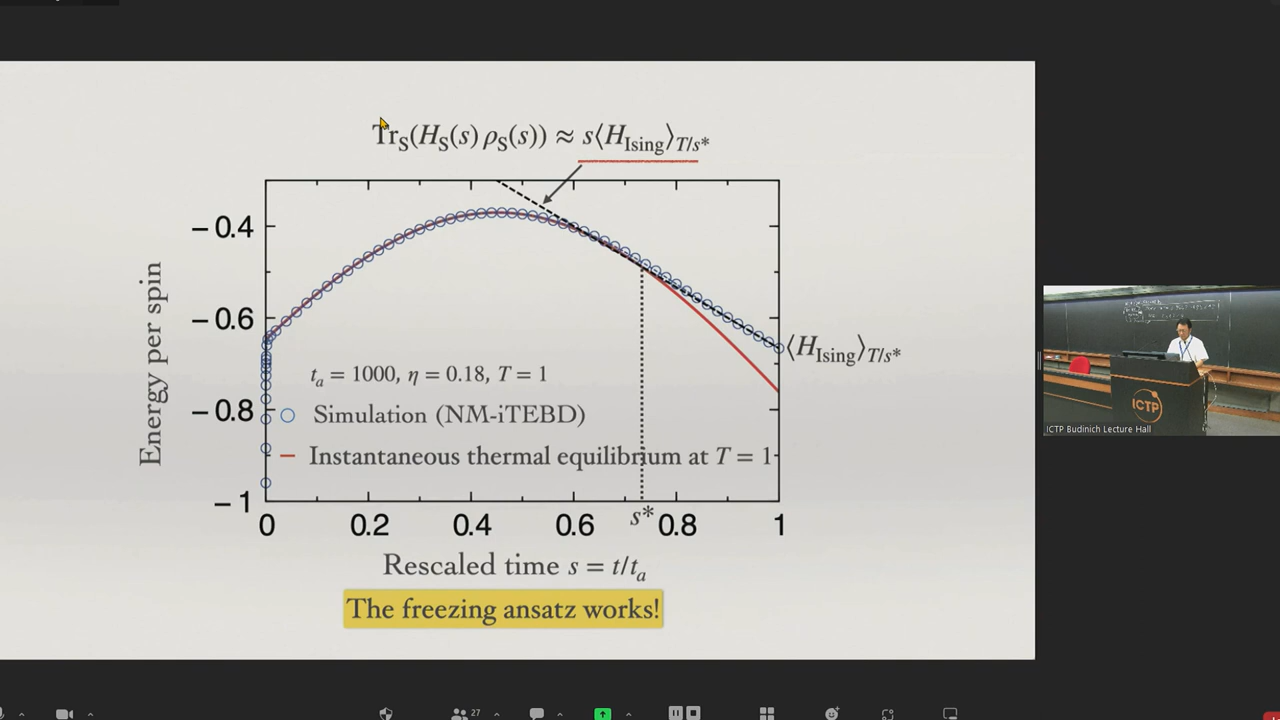 Tr_S(H_S(s) ρ_S(s)) ≈ s⟨H_Ising⟩_T/s*
Energy per spin
−0.4
−0.6
−0.8
−1
t_a = 1000, η = 0.18, T = 1
Simulation (NM-iTEBD)
Instantaneous thermal equilibrium at T = 1
⟨H_Ising⟩_T/s*
0 0.2 0.4 0.6 s* 0.8 1
Rescaled time s = t/t_a
The freezing ansatz works!
ICTP
ICTP Budinich Lecture Hall
27